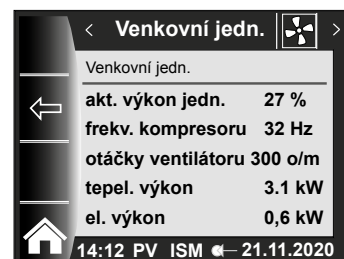 < Venkovní jedn. >
Venkovní jedn.
akt. výkon jedn. 27 %
frekv. kompresoru 32 Hz
otáčky ventilátoru 300 o/m
tepel. výkon 3.1 kW
el. výkon 0,6 kW
14:12 PV ISM 21.11.2020